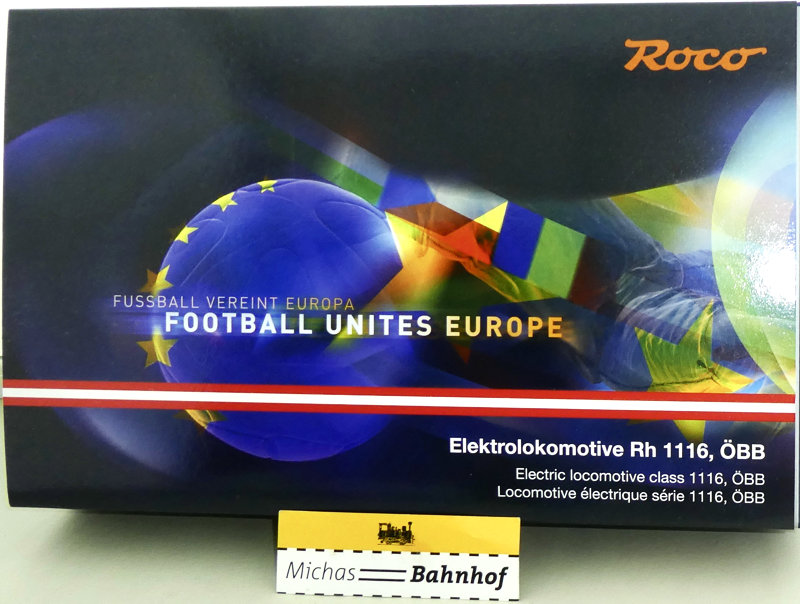 Roco
FUSSBALL VEREINT EUROPA
FOOTBALL UNITES EUROPE
Elektrolokomotive Rh 1116, ÖBB
Electric locomotive class 1116, ÖBB
Locomotive électrique série 1116, ÖBB
Michas Bahnhof